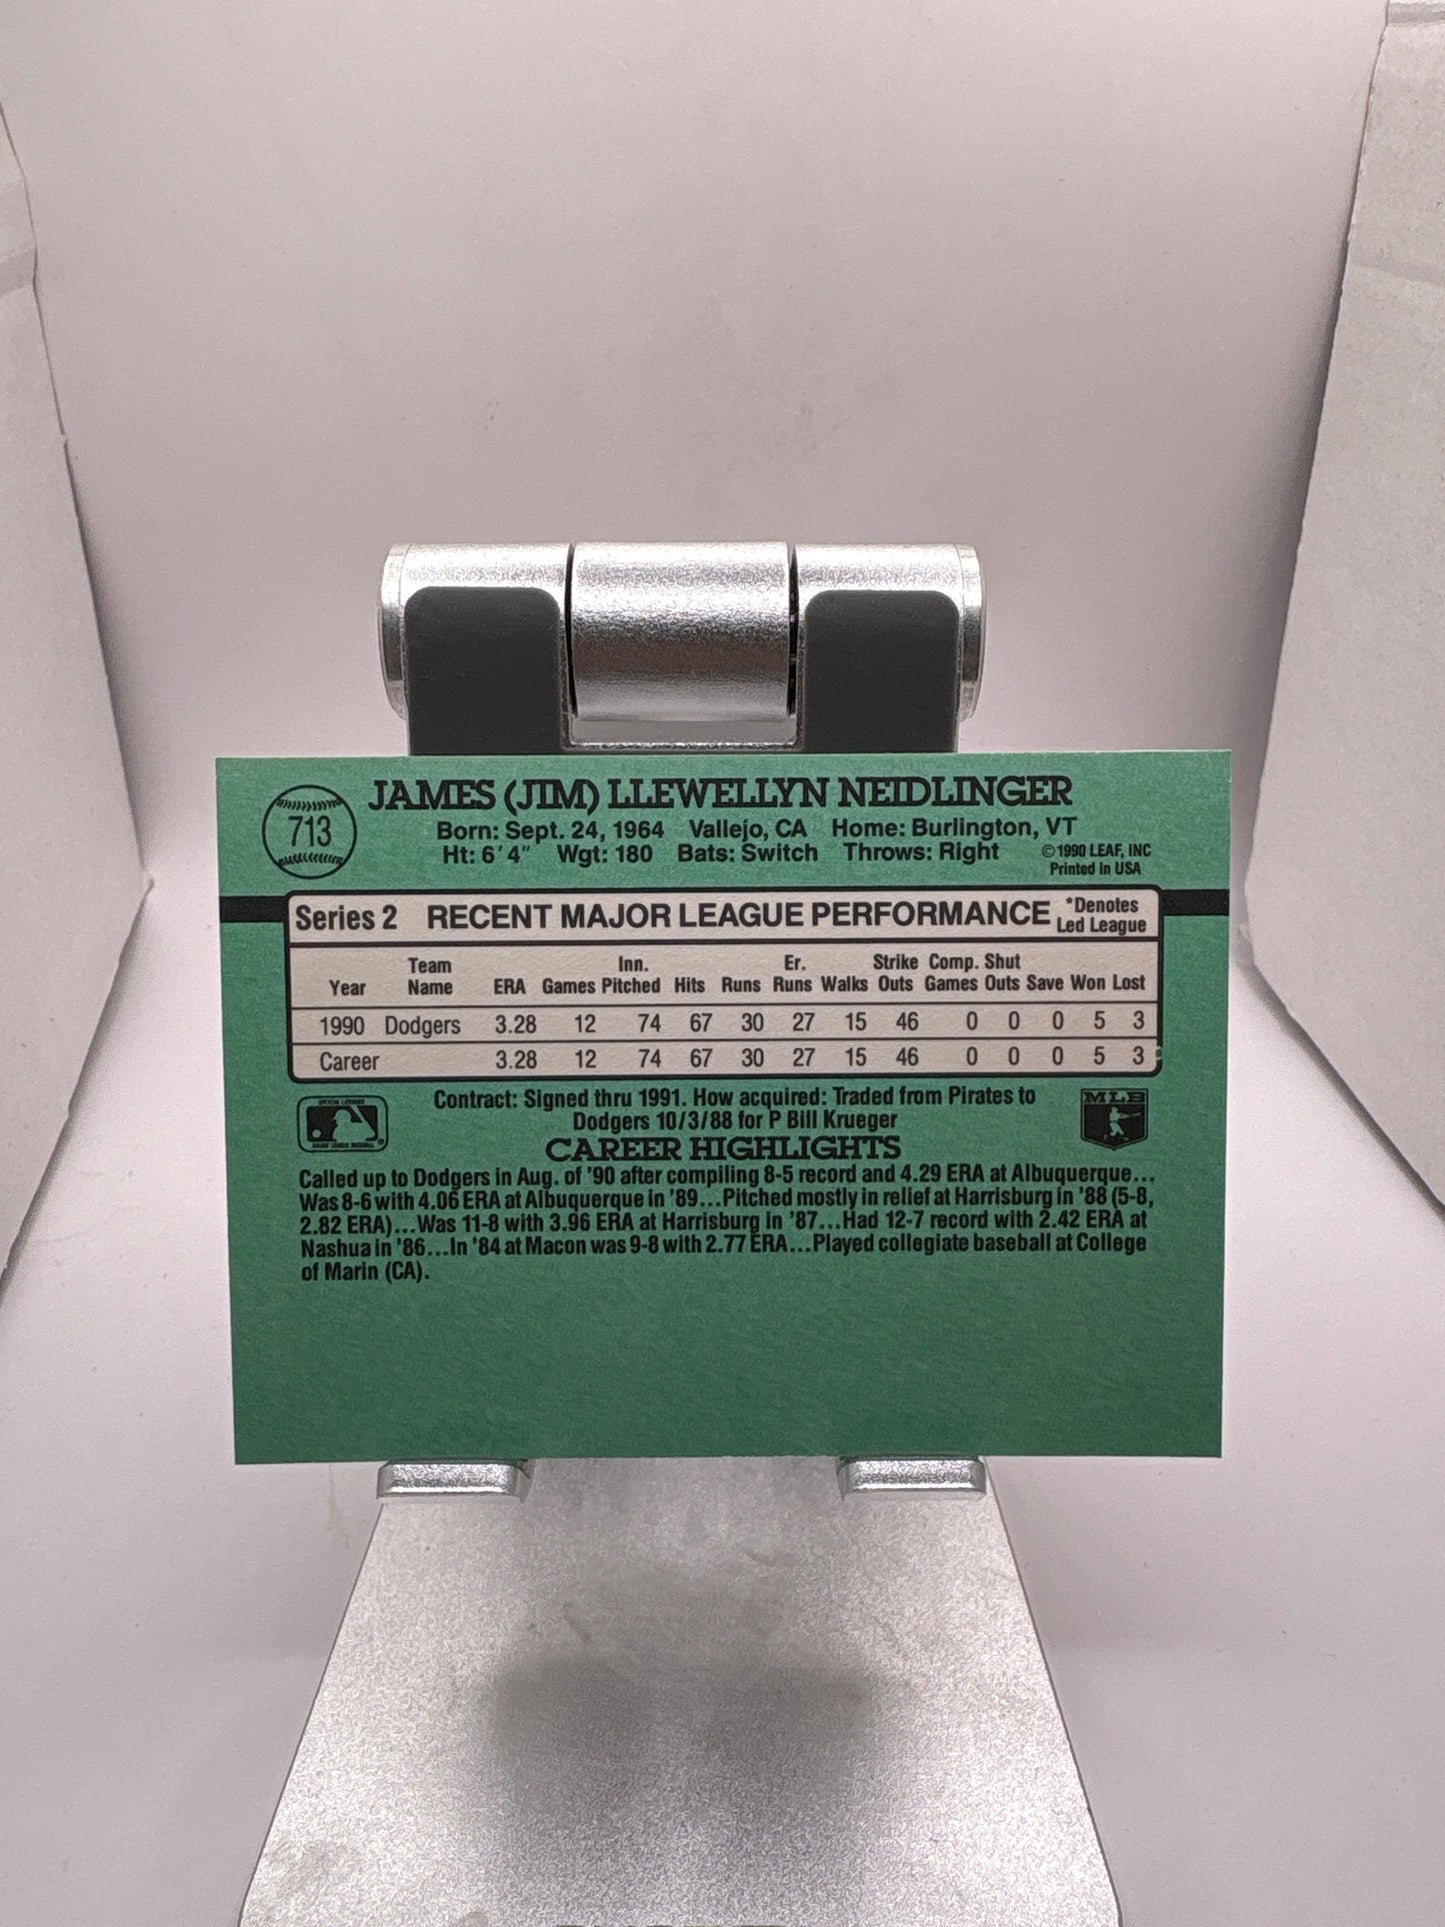 713
JAMES (JIM) LLEWELLYN NEIDLINGER
Born: Sept. 24, 1964 Vallejo, CA Home: Burlington, VT
Ht: 6'4" Wgt: 180 Bats: Switch Throws: Right
©1990 LEAF, INC
Printed In USA
Series 2 RECENT MAJOR LEAGUE PERFORMANCE *Denotes Led League
Year Team Name ERA Games Inn. Pitched Hits Runs Er. Runs Walks Strike Outs Comp. Games Shut Outs Save Won Lost
1990 Dodgers 3.28 12 74 67 30 27 15 46 0 0 0 5 3
Career 3.28 12 74 67 30 27 15 46 0 0 0 5 3
Contract: Signed thru 1991. How acquired: Traded from Pirates to
Dodgers 10/3/88 for P Bill Krueger
MLB
CAREER HIGHLIGHTS
Called up to Dodgers in Aug. of '90 after compiling 8-5 record and 4.29 ERA at Albuquerque...
Was 8-6 with 4.06 ERA at Albuquerque in '89...Pitched mostly in relief at Harrisburg in '88 (5-8,
2.82 ERA)...Was 11-8 with 3.96 ERA at Harrisburg in '87...Had 12-7 record with 2.42 ERA at
Nashua in '86...In '84 at Macon was 9-8 with 2.77 ERA...Played collegiate baseball at College
of Marin (CA).